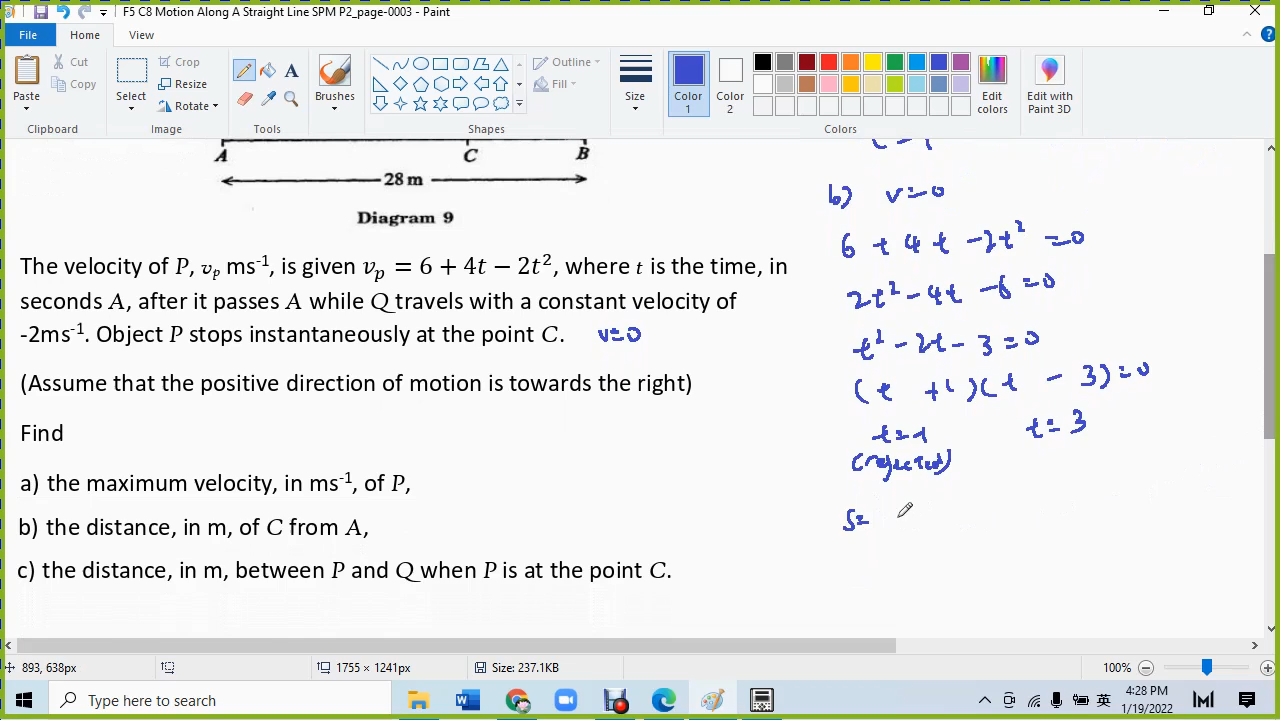 F5 C8 Motion Along A Straight Line SPM P2_page-0003 - Paint
File Home View
Paste Cut Copy Clipboard
Select Crop Resize Rotate Image
Tools
Brushes
Outline Fill Shapes
Size
Color 1 Color 2 Edit colors Colors
Edit with Paint 3D
A C B
28 m
Diagram 9
The velocity of P, vₚ ms⁻¹, is given vₚ = 6 + 4t − 2t², where t is the time, in
seconds A, after it passes A while Q travels with a constant velocity of
-2ms⁻¹. Object P stops instantaneously at the point C. v=0
(Assume that the positive direction of motion is towards the right)
Find
a) the maximum velocity, in ms⁻¹, of P,
b) the distance, in m, of C from A,
c) the distance, in m, between P and Q when P is at the point C.
b) v=0
6 + 4t -2t² =0
2t² -4t -6=0
t² -2t -3=0
(t +1)(t - 3)=0
t=-1 t=3
(rejected)
s=
893, 638px 1755 × 1241px Size: 237.1KB 100%
Type here to search
英 4:28 PM
1/19/2022